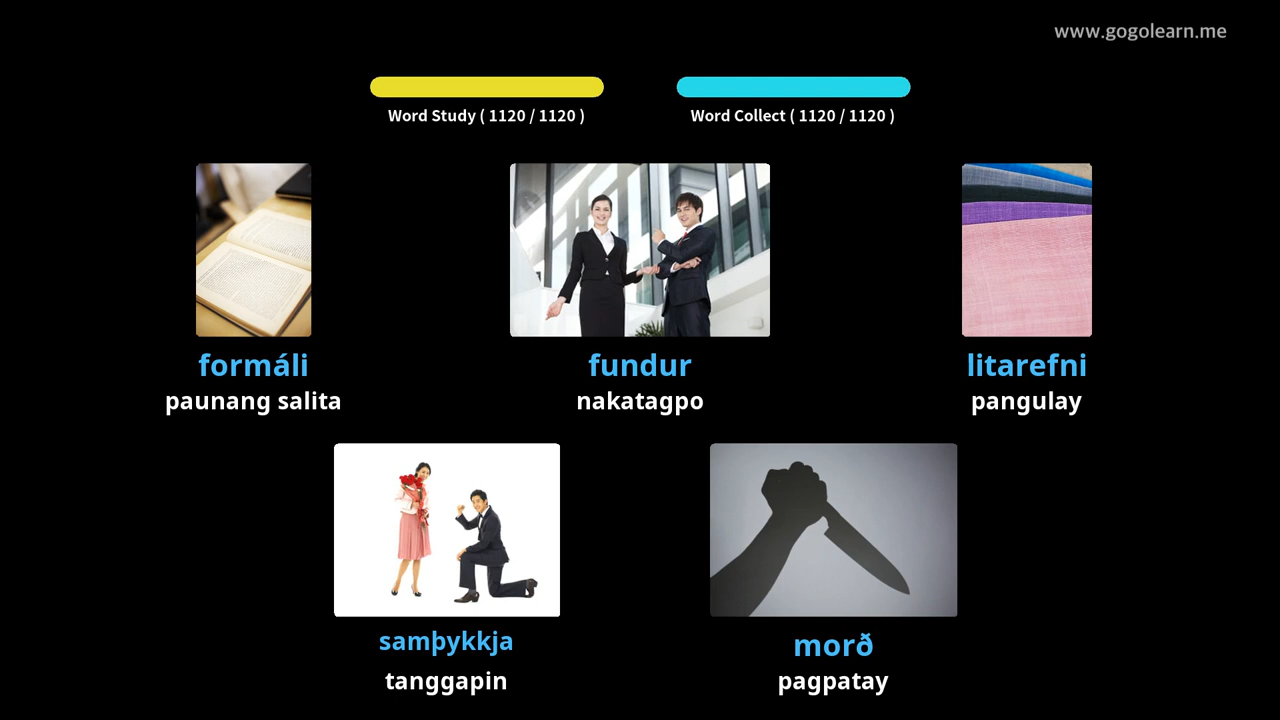 www.gogolearn.me
Word Study ( 1120 / 1120 )
Word Collect ( 1120 / 1120 )
formáli
paunang salita
fundur
nakatagpo
litarefni
pangulay
samþykkja
tanggapin
morð
pagpatay